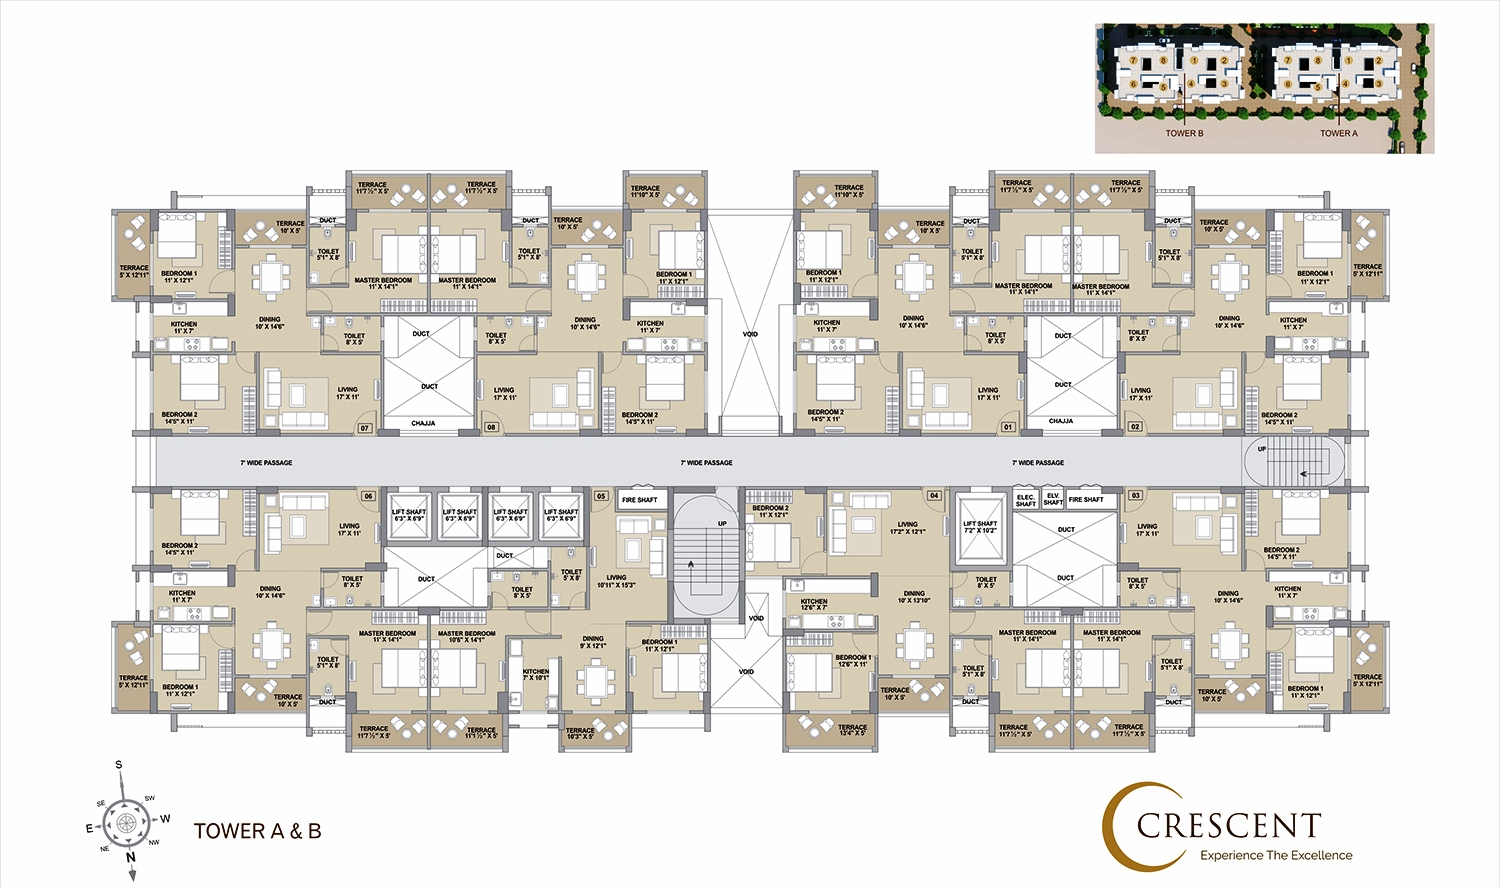 7 8 1 2
6 5 4 3
7 8 1 2
6 5 4 3
TOWER B
TOWER A
TERRACE
11'7½" X 5'
TERRACE
11'7½" X 5'
TERRACE
11'10" X 5'
TERRACE
11'10" X 5'
TERRACE
11'7½" X 5'
TERRACE
11'7½" X 5'
DUCT
DUCT
DUCT
DUCT
TERRACE
10' X 5'
TERRACE
10' X 5'
TERRACE
10' X 5'
TERRACE
10' X 5'
TERRACE
5' X 12'11"
BEDROOM 1
11' X 12'1"
TOILET
5'1" X 8'
MASTER BEDROOM
11' X 14'1"
MASTER BEDROOM
11' X 14'1"
TOILET
5'1" X 8'
BEDROOM 1
11' X 12'1"
BEDROOM 1
11' X 12'1"
TOILET
5'1" X 8'
MASTER BEDROOM
11' X 14'1"
MASTER BEDROOM
11' X 14'1"
TOILET
5'1" X 8'
BEDROOM 1
11' X 12'1"
TERRACE
5' X 12'11"
KITCHEN
11' X 7'
DINING
10' X 14'6"
TOILET
8' X 5'
DUCT
TOILET
8' X 5'
DINING
10' X 14'6"
KITCHEN
11' X 7'
VOID
KITCHEN
11' X 7'
DINING
10' X 14'6"
TOILET
8' X 5'
DUCT
TOILET
8' X 5'
DINING
10' X 14'6"
KITCHEN
11' X 7'
BEDROOM 2
14'5" X 11'
LIVING
17' X 11'
DUCT
LIVING
17' X 11'
BEDROOM 2
14'5" X 11'
BEDROOM 2
14'5" X 11'
LIVING
17' X 11'
DUCT
LIVING
17' X 11'
BEDROOM 2
14'5" X 11'
07
CHAJJA
08
01
CHAJJA
02
7' WIDE PASSAGE
7' WIDE PASSAGE
7' WIDE PASSAGE
UP
06
05
FIRE SHAFT
04
ELEC.
SHAFT
ELV.
SHAFT
FIRE SHAFT
03
BEDROOM 2
14'5" X 11'
LIVING
17' X 11'
LIFT SHAFT
6'3" X 6'9"
LIFT SHAFT
6'3" X 6'9"
LIFT SHAFT
6'3" X 6'9"
LIFT SHAFT
6'3" X 6'9"
UP
BEDROOM 2
11' X 12'1"
LIVING
17'2" X 12'1"
LIFT SHAFT
7'2" X 10'2"
DUCT
LIVING
17' X 11'
BEDROOM 2
14'5" X 11'
DUCT
DUCT
TOILET
5' X 8'
LIVING
10'11" X 15'3"
DUCT
KITCHEN
11' X 7'
DINING
10' X 14'6"
TOILET
8' X 5'
TOILET
8' X 5'
KITCHEN
12'6" X 7'
DINING
10' X 13'10"
TOILET
8' X 5'
TOILET
8' X 5'
DINING
10' X 14'6"
KITCHEN
11' X 7'
VOID
MASTER BEDROOM
11' X 14'1"
MASTER BEDROOM
10'6" X 14'1"
DINING
9' X 12'1"
BEDROOM 1
11' X 12'1"
MASTER BEDROOM
11' X 14'1"
MASTER BEDROOM
11' X 14'1"
TERRACE
5' X 12'11"
BEDROOM 1
11' X 12'1"
TOILET
5'1" X 8'
KITCHEN
7' X 10'1"
VOID
BEDROOM 1
12'6" X 11'
TOILET
5'1" X 8'
TOILET
5'1" X 8'
BEDROOM 1
11' X 12'1"
TERRACE
5' X 12'11"
TERRACE
10' X 5'
DUCT
TERRACE
10' X 5'
DUCT
DUCT
TERRACE
10' X 5'
TERRACE
11'7½" X 5'
TERRACE
11'1½" X 5'
TERRACE
10'3" X 5'
TERRACE
13'4" X 5'
TERRACE
11'7½" X 5'
TERRACE
11'7½" X 5'
S
SE SW
E W
NE NW
N
TOWER A & B
CRESCENT
Experience The Excellence